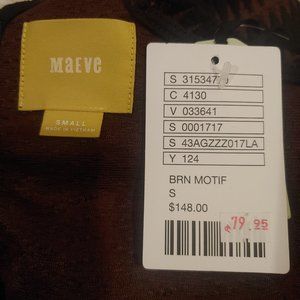 MAEVE
SMALL
MADE IN VIETNAM
C 4130
V 033641
S 0001717
S 43AGZZZ017LA
Y 124
BRN MOTIF
S
$148.00
$79.95